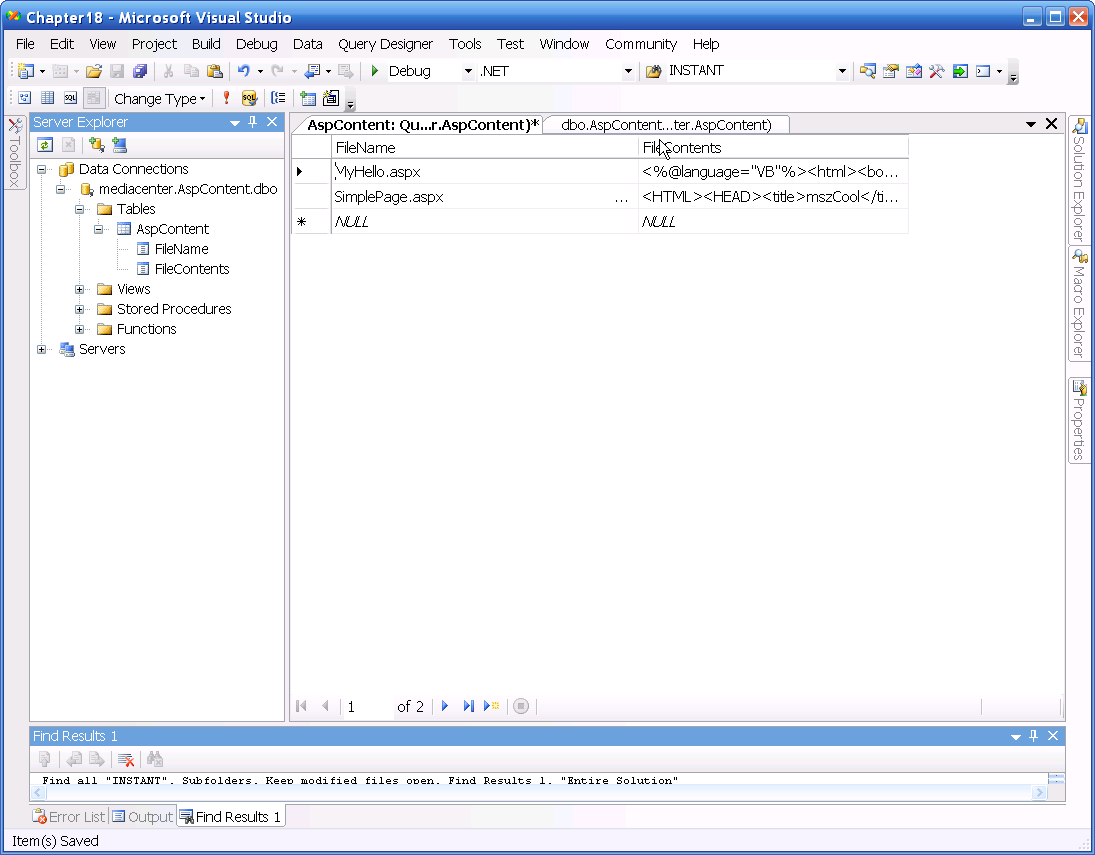 Chapter18 - Microsoft Visual Studio
File Edit View Project Build Debug Data Query Designer Tools Test Window Community Help
Debug .NET INSTANT
SQL Change Type SQL
Server Explorer
Data Connections
mediacenter.AspContent.dbo
Tables
AspContent
FileName
FileContents
Views
Stored Procedures
Functions
Servers
Toolbox
AspContent: Qu...r.AspContent)* dbo.AspContent...ter.AspContent)
FileName FileContents
MyHello.aspx <%@language="VB"%><html><bo...
SimplePage.aspx ... <HTML><HEAD><title>mszCool</ti...
NULL NULL
1 of 2
Solution Explorer
Macro Explorer
Properties
Find Results 1
Find all "INSTANT", Subfolders, Keep modified files open, Find Results 1, "Entire Solution"
Error List Output Find Results 1
Item(s) Saved